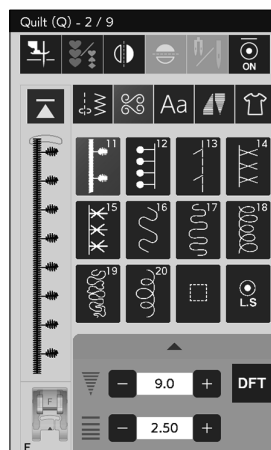 Quilt (Q) - 2 / 9
ON
Aa
11 12 13 14
15 16 17 18
19 20
L.S
9.0 DFT
F
2.50
F